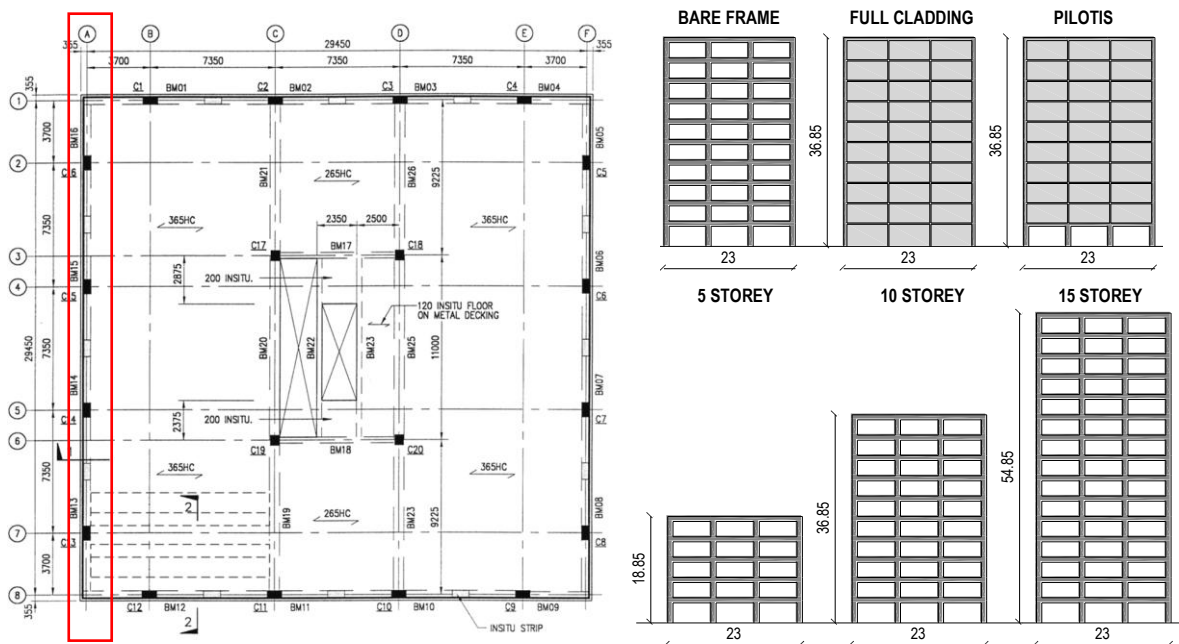 A
B
C
D
E
F
355
29450
355
3700
7350
7350
7350
3700
C1
BM01
C2
BM02
C3
BM03
C4
BM04
355
1
3700
BM16
BM05
2
C5
BM21
265HC
BM26
9225
7350
365HC
365HC
2350
2500
C17
BM17
C18
3
BM15
BM06
4
C6
2875
200 INSITU.
120 INSITU FLOOR
ON METAL DECKING
29450
7350
BM20
BM22
BM23
BM25
11000
BM14
BM07
5
C7
2375
200 INSITU.
6
C19
BM18
C20
1
7350
365HC
365HC
2
265HC
BM13
BM19
BM23
9225
BM08
7
C13
C8
3700
8
C12
BM12
C11
BM11
C10
BM10
C9
BM09
355
2
INSITU STRIP
BARE FRAME
FULL CLADDING
PILOTIS
36.85
36.85
23
23
23
5 STOREY
10 STOREY
15 STOREY
18.85
36.85
54.85
23
23
23